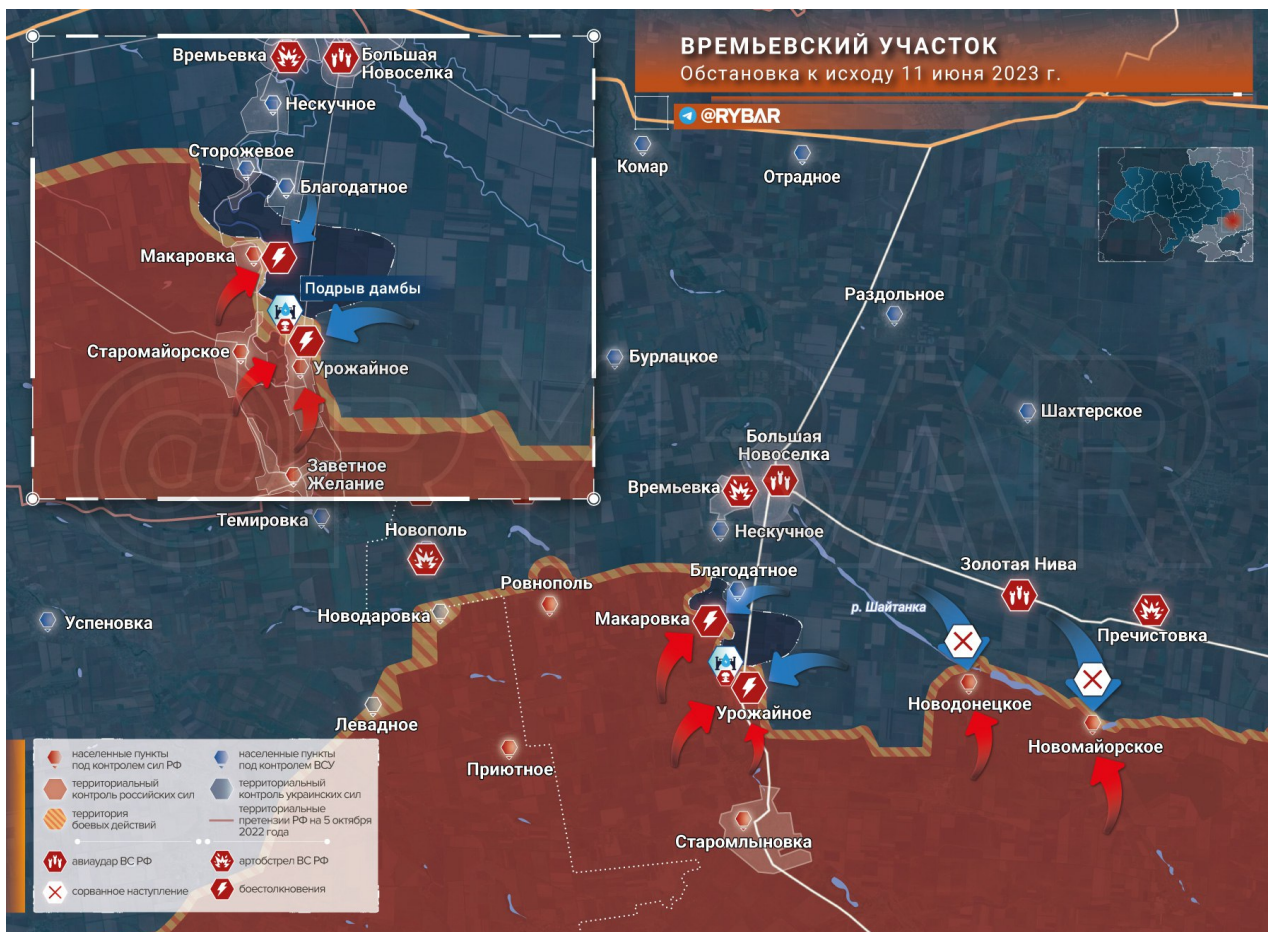 ВРЕМЬЕВСКИЙ УЧАСТОК
Обстановка к исходу 11 июня 2023 г.
@RYBAR
Времьевка
Большая
Новоселка
Нескучное
Сторожевое
Благодатное
Макаровка
Подрыв дамбы
Старомайорское
Урожайное
Заветное
Желание
Комар
Отрадное
Раздольное
Бурлацкое
Шахтерское
Большая
Новоселка
Времьевка
Нескучное
Темировка
Новополь
Золотая Нива
Благодатное
Ровнополь
р. Шайтанка
Макаровка
Новодаровка
Успеновка
Пречистовка
Левадное
Урожайное
Новодонецкое
Новомайорское
Приютное
Старомлыновка
населенные пункты
под контролем сил РФ
населенные пункты
под контролем ВСУ
территориальный
контроль российских сил
территориальный
контроль украинских сил
территория
боевых действий
территориальные
претензии РФ на 5 октября
2022 года
авиаудар ВС РФ
артобстрел ВС РФ
сорванное наступление
боестолкновения
@RYBAR